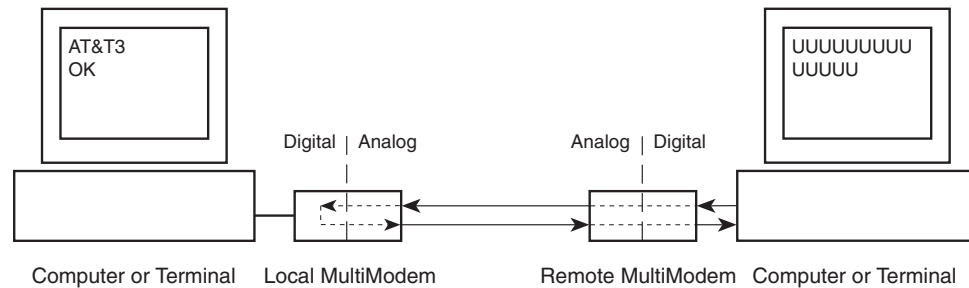 AT&T3
OK
UUUUUUUUU
UUUUU
Digital
Analog
Analog
Digital
Computer or Terminal
Local MultiModem
Remote MultiModem
Computer or Terminal